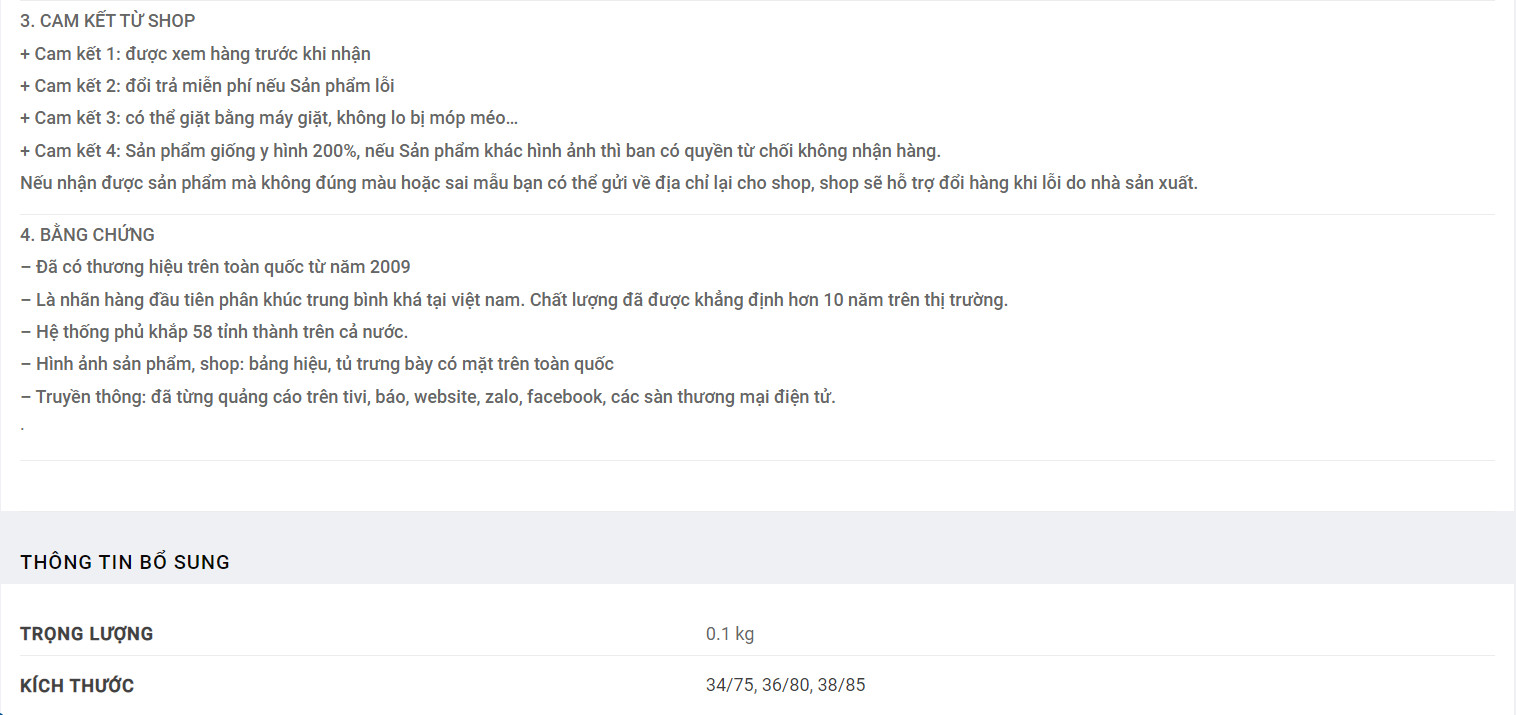 3. CAM KẾT TỪ SHOP
+ Cam kết 1: được xem hàng trước khi nhận
+ Cam kết 2: đổi trả miễn phí nếu Sản phẩm lỗi
+ Cam kết 3: có thể giặt bằng máy giặt, không lo bị móp méo…
+ Cam kết 4: Sản phẩm giống y hình 200%, nếu Sản phẩm khác hình ảnh thì ban có quyền từ chối không nhận hàng.
Nếu nhận được sản phẩm mà không đúng màu hoặc sai mẫu bạn có thể gửi về địa chỉ lại cho shop, shop sẽ hỗ trợ đổi hàng khi lỗi do nhà sản xuất.
4. BẰNG CHỨNG
– Đã có thương hiệu trên toàn quốc từ năm 2009
– Là nhãn hàng đầu tiên phân khúc trung bình khá tại việt nam. Chất lượng đã được khẳng định hơn 10 năm trên thị trường.
– Hệ thống phủ khắp 58 tỉnh thành trên cả nước.
– Hình ảnh sản phẩm, shop: bảng hiệu, tủ trưng bày có mặt trên toàn quốc
– Truyền thông: đã từng quảng cáo trên tivi, báo, website, zalo, facebook, các sàn thương mại điện tử.
.
THÔNG TIN BỔ SUNG
TRỌNG LƯỢNG 0.1 kg
KÍCH THƯỚC 34/75, 36/80, 38/85